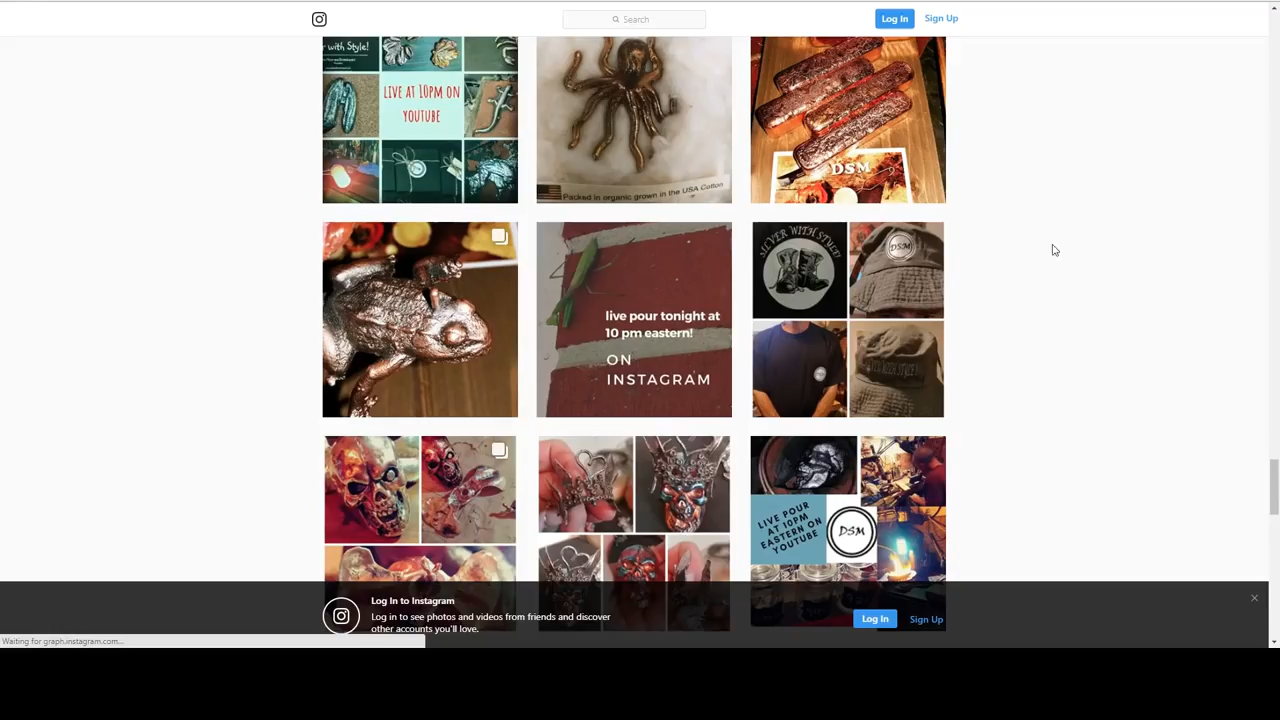 Search
Log In
Sign Up
r with Style!
LIVE AT 10PM ON
YOUTUBE
Packed in organic grown in the USA Cotton
DSM
live pour tonight at
10 pm eastern!
ON
INSTAGRAM
SILVER WITH STYLE!
DSM
LIVE POUR
AT 10PM
EASTERN ON
YOUTUBE
DSM
Log In to Instagram
Log in to see photos and videos from friends and discover
other accounts you'll love.
Log In
Sign Up
Waiting for graph.instagram.com...